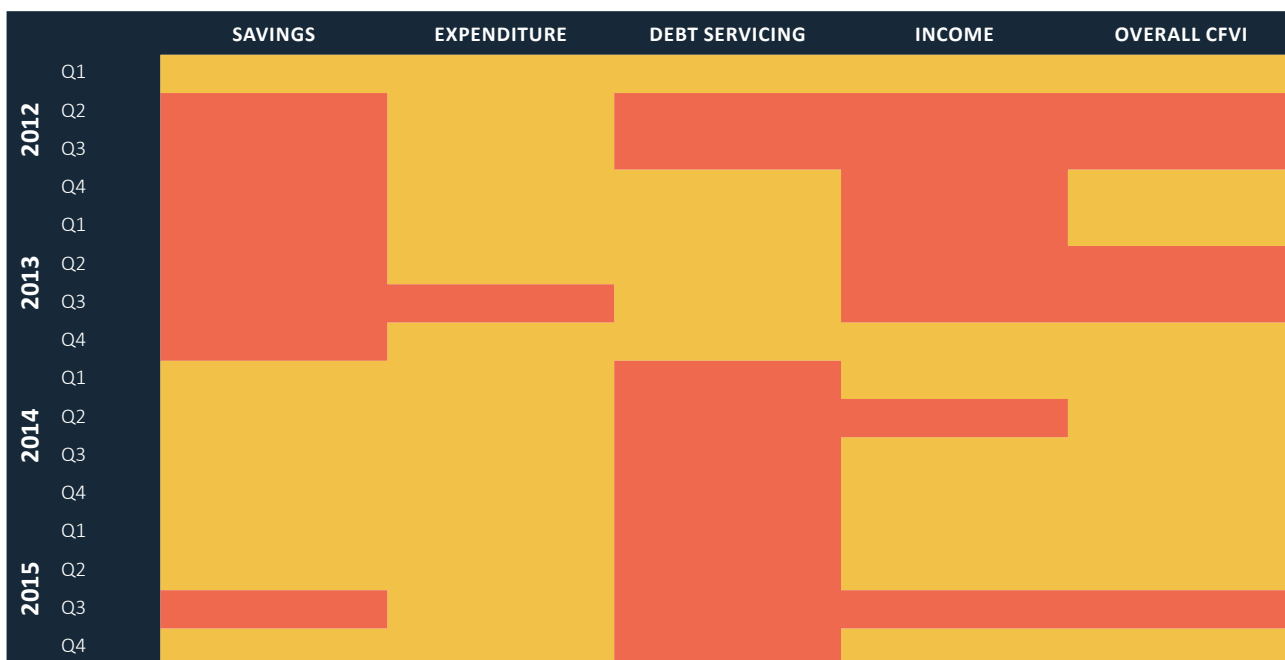 SAVINGS EXPENDITURE DEBT SERVICING INCOME OVERALL CFVI
2012
Q1
Q2
Q3
Q4
2013
Q1
Q2
Q3
Q4
2014
Q1
Q2
Q3
Q4
2015
Q1
Q2
Q3
Q4